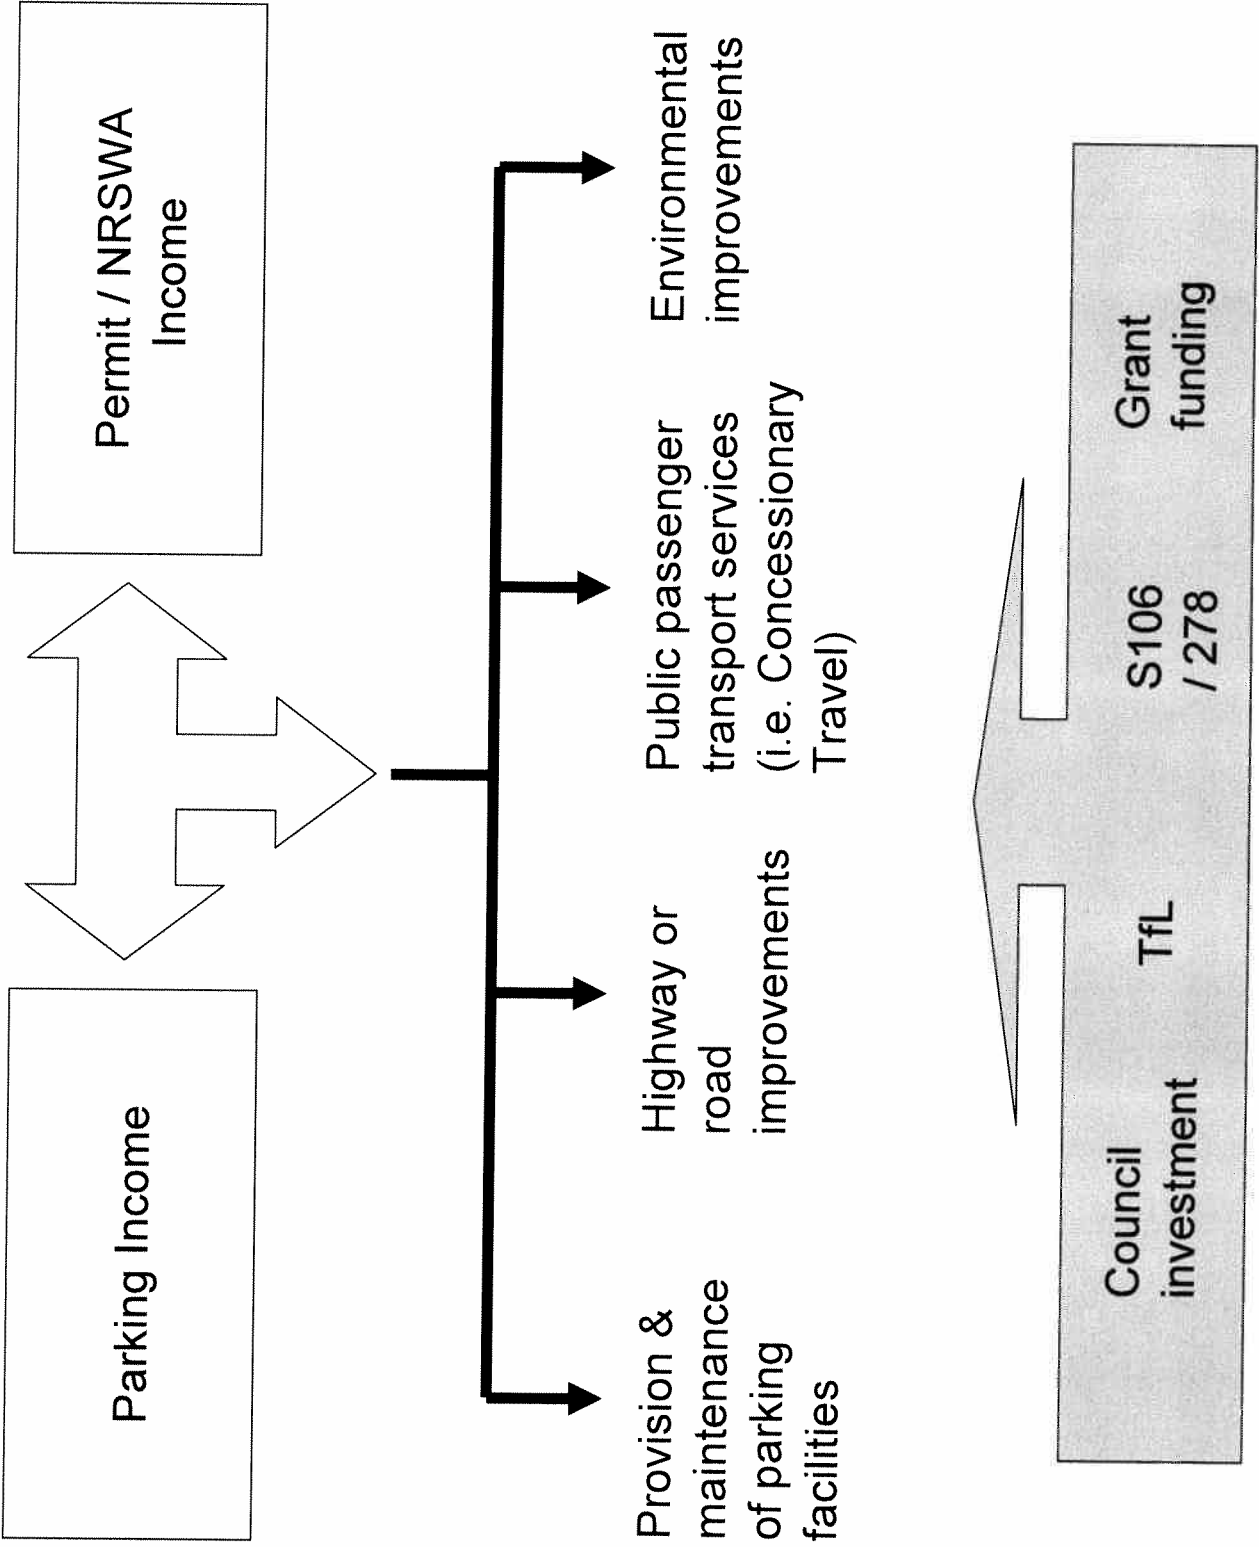 Parking Income
Permit / NRSWA
Income
Provision &
maintenance
of parking
facilities
Highway or
road
improvements
Public passenger
transport services
(i.e. Concessionary
Travel)
Environmental
improvements
Council
investment
TfL
S106
/ 278
Grant
funding